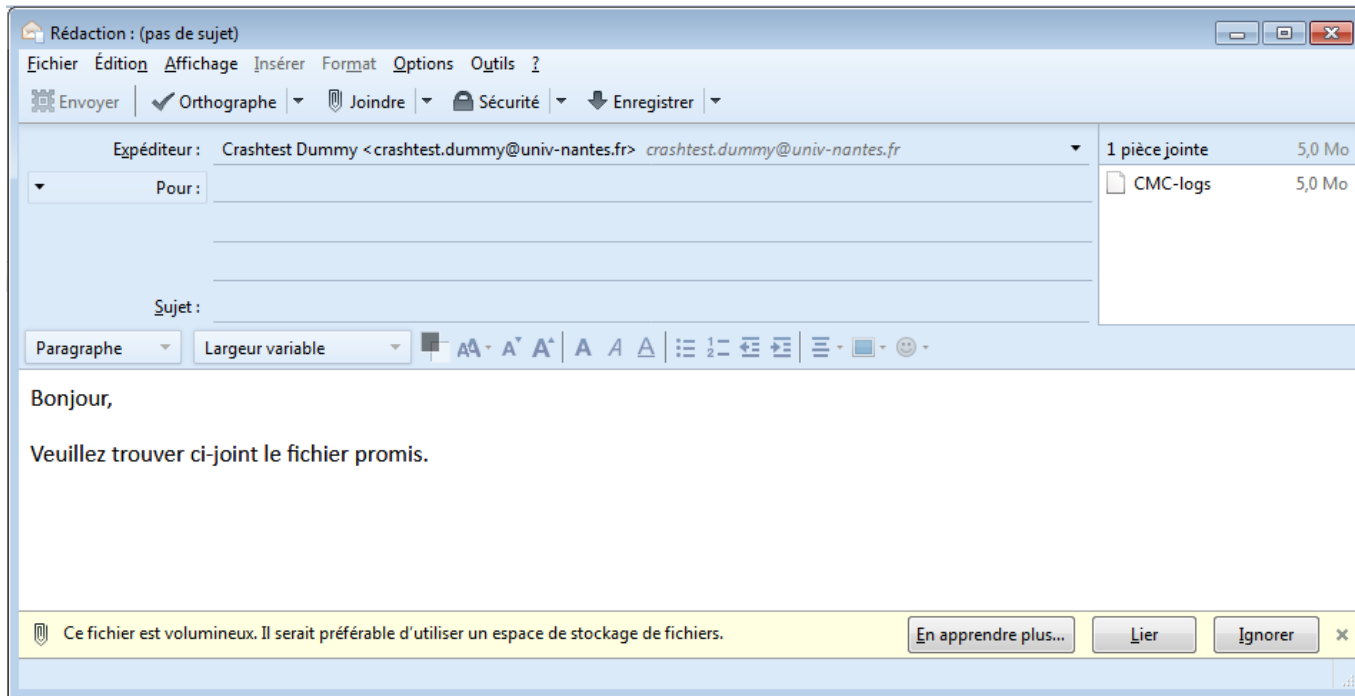 Rédaction : (pas de sujet)
Fichier Édition Affichage Insérer Format Options Outils ?
Envoyer Orthographe Joindre Sécurité Enregistrer
Expéditeur : Crashtest Dummy <crashtest.dummy@univ-nantes.fr> crashtest.dummy@univ-nantes.fr 1 pièce jointe 5,0 Mo
Pour : CMC-logs 5,0 Mo
Sujet :
Paragraphe Largeur variable
Bonjour,
Veuillez trouver ci-joint le fichier promis.
Ce fichier est volumineux. Il serait préférable d'utiliser un espace de stockage de fichiers. En apprendre plus... Lier Ignorer